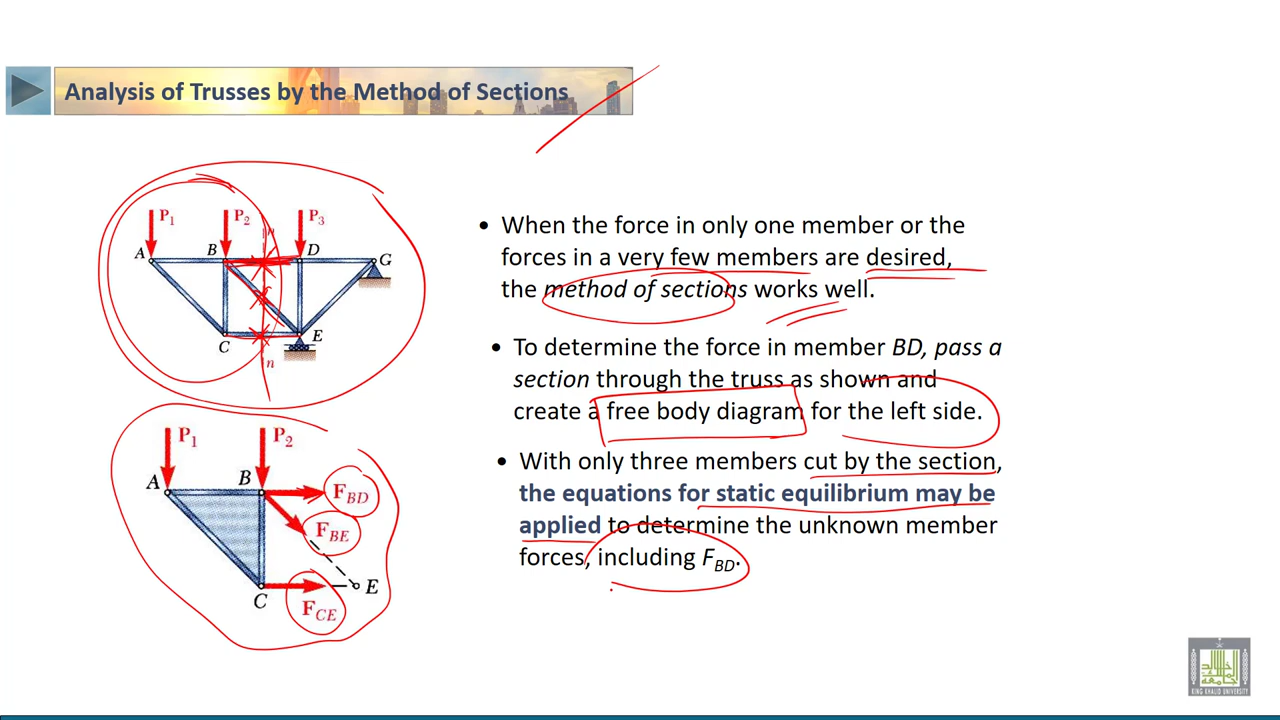 Analysis of Trusses by the Method of Sections
P1
P2
P3
A
B
D
G
n
C
E
n
• When the force in only one member or the
forces in a very few members are desired,
the method of sections works well.
• To determine the force in member BD, pass a
section through the truss as shown and
create a free body diagram for the left side.
• With only three members cut by the section,
the equations for static equilibrium may be
applied to determine the unknown member
forces, including FBD.
P1
P2
A
B
FBD
FBE
C
FCE
E
KING KHALID UNIVERSITY